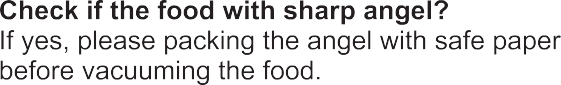 Check if the food with sharp angel?
If yes, please packing the angel with safe paper
before vacuuming the food.